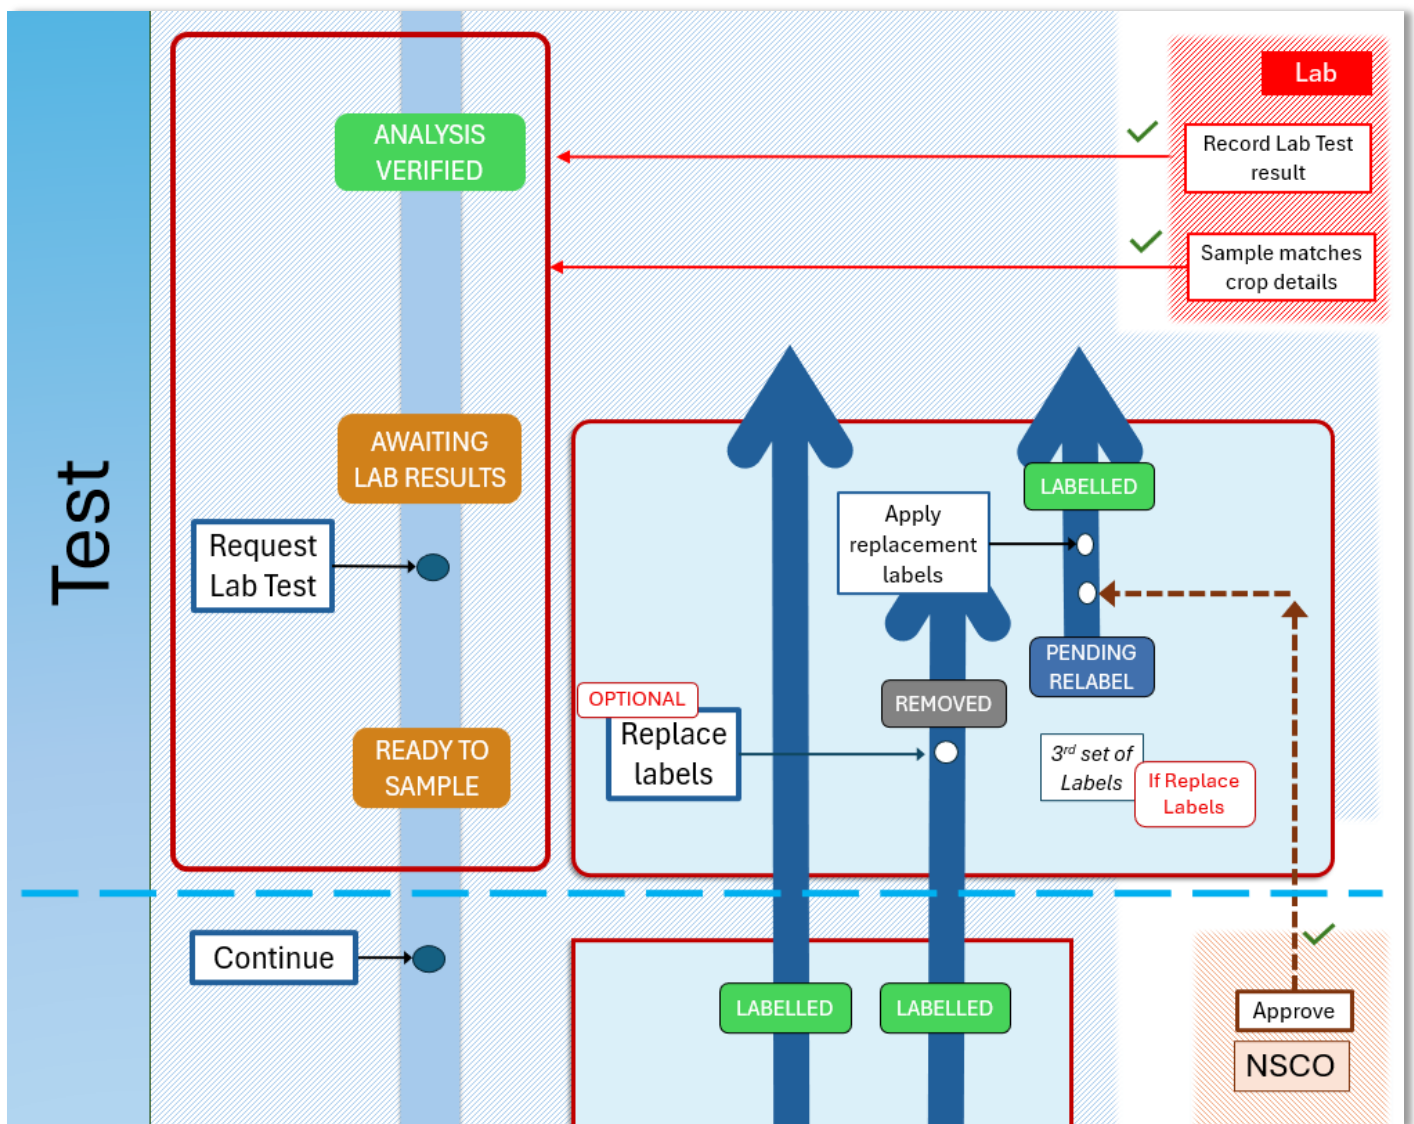 Test
ANALYSIS
VERIFIED
Lab
Record Lab Test
result
Sample matches
crop details
AWAITING
LAB RESULTS
Request
Lab Test
READY TO
SAMPLE
Continue
LABELLED
Apply
replacement
labels
PENDING
RELABEL
REMOVED
OPTIONAL
Replace
labels
3rd set of
Labels
If Replace
Labels
LABELLED
LABELLED
Approve
NSCO